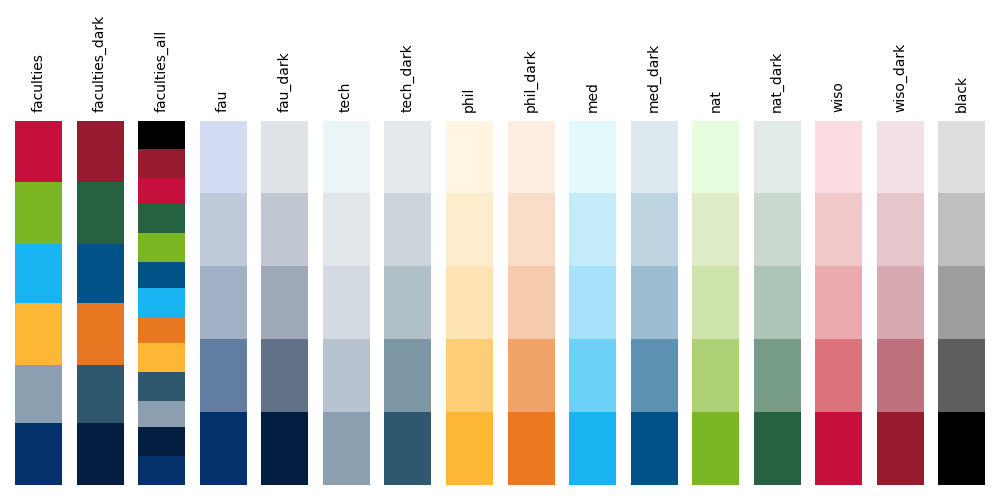 faculties
faculties_dark
faculties_all
fau
fau_dark
tech
tech_dark
phil
phil_dark
med
med_dark
nat
nat_dark
wiso
wiso_dark
black